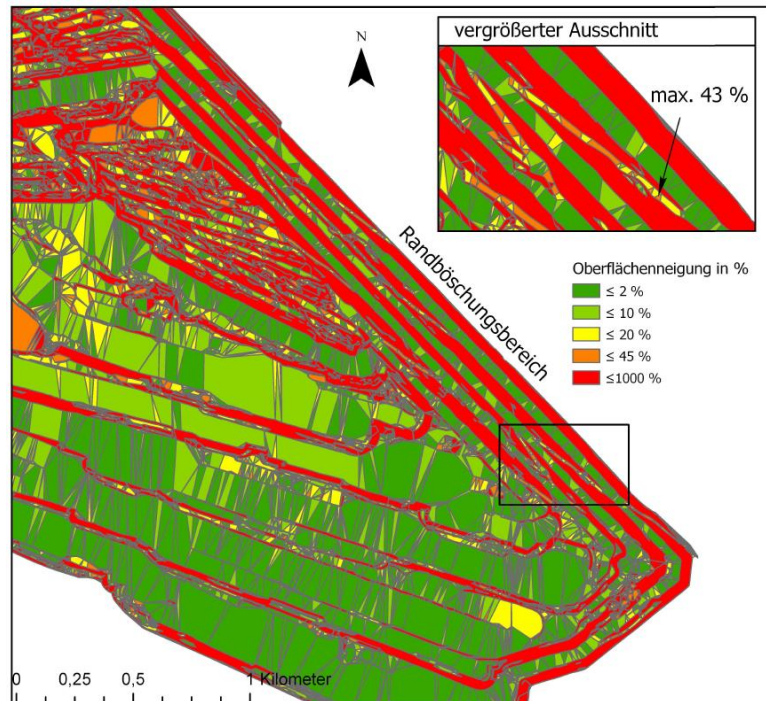 vergrößerter Ausschnitt
N
max. 43 %
Randböschungsbereich
Oberflächenneigung in %
≤ 2 %
≤ 10 %
≤ 20 %
≤ 45 %
≤1000 %
0 0,25 0,5 1 Kilometer